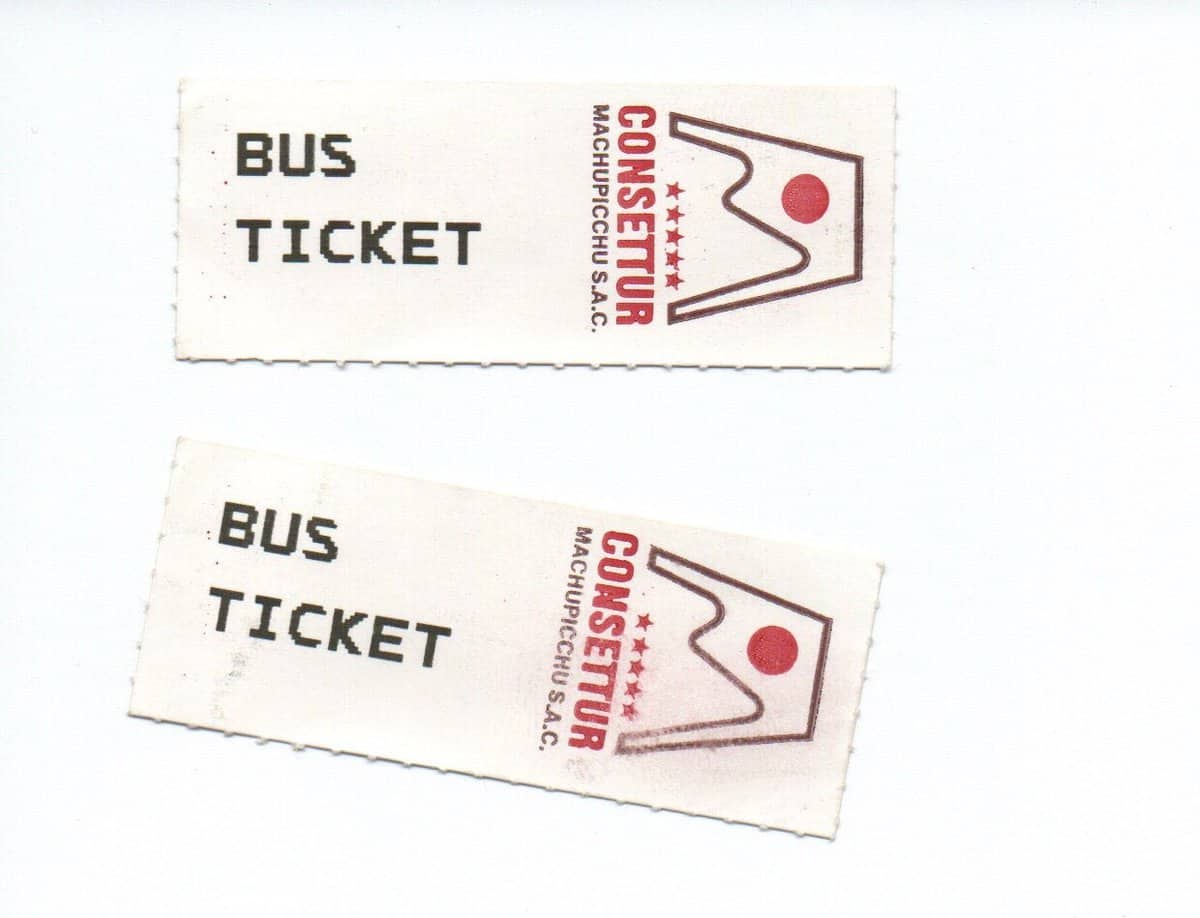 BUS
TICKET
CONSETTUR
MACHUPICCHU S.A.C.
BUS
TICKET
CONSETTUR
MACHUPICCHU S.A.C.